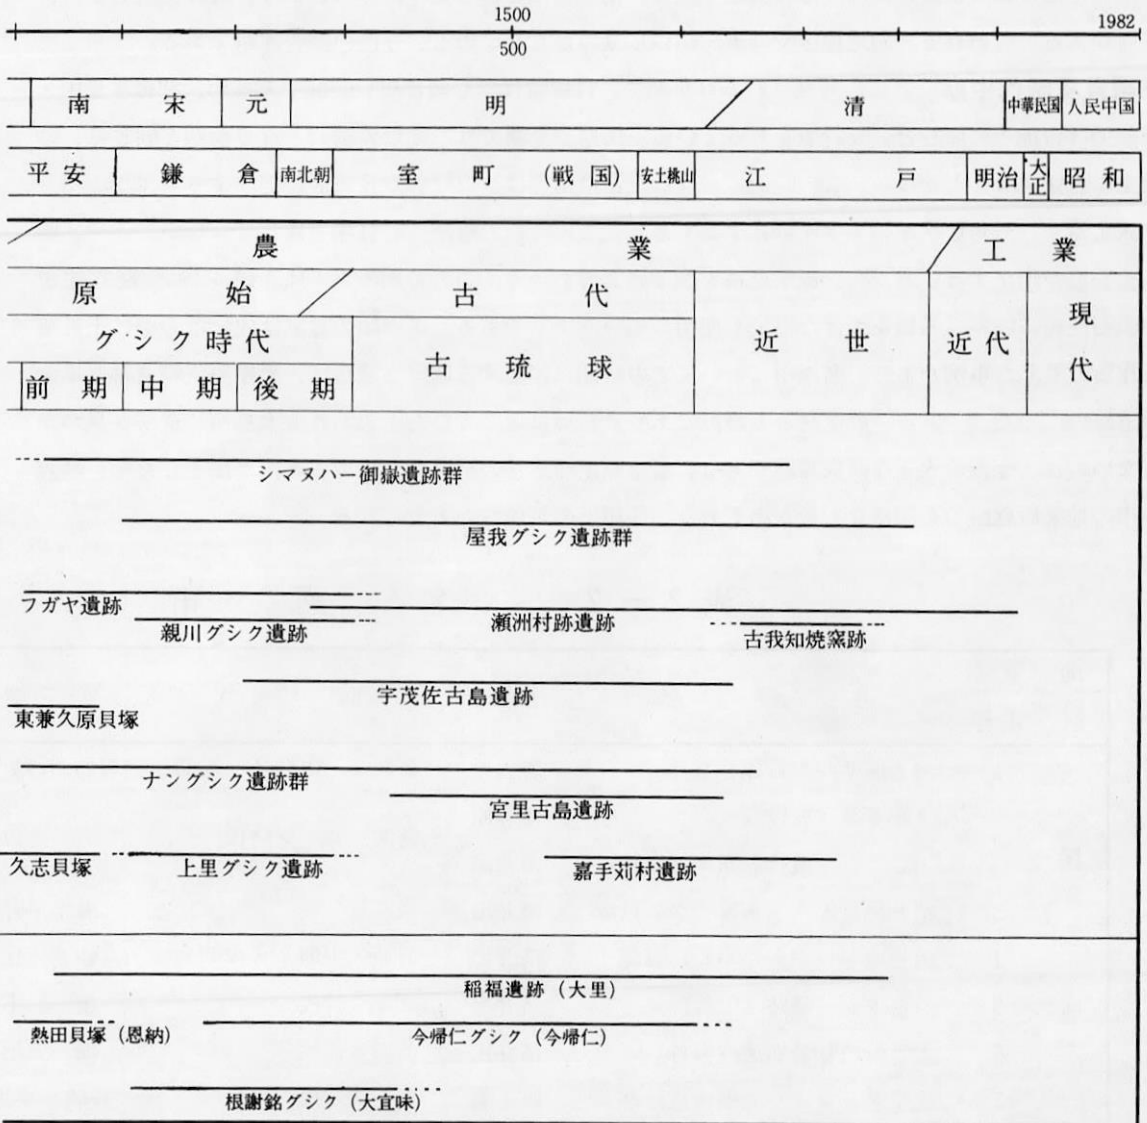 1500
1982
500
南 宋 元 明 清 中華民国 人民中国
平安 鎌倉 南北朝 室町 (戦国) 安土桃山 江戸 明治 大正 昭和
農業 工業
原始 古代 近世 近代 現代
グシク時代 古琉球
前期 中期 後期
シマヌハー御嶽遺跡群
屋我グシク遺跡群
フガヤ遺跡
瀬洲村跡遺跡
親川グシク遺跡
古我知焼窯跡
宇茂佐古島遺跡
東兼久原貝塚
ナングシク遺跡群
宮里古島遺跡
久志貝塚
上里グシク遺跡
嘉手苅村遺跡
稲福遺跡(大里)
熱田貝塚(恩納)
今帰仁グシク(今帰仁)
根謝銘グシク(大宜味)